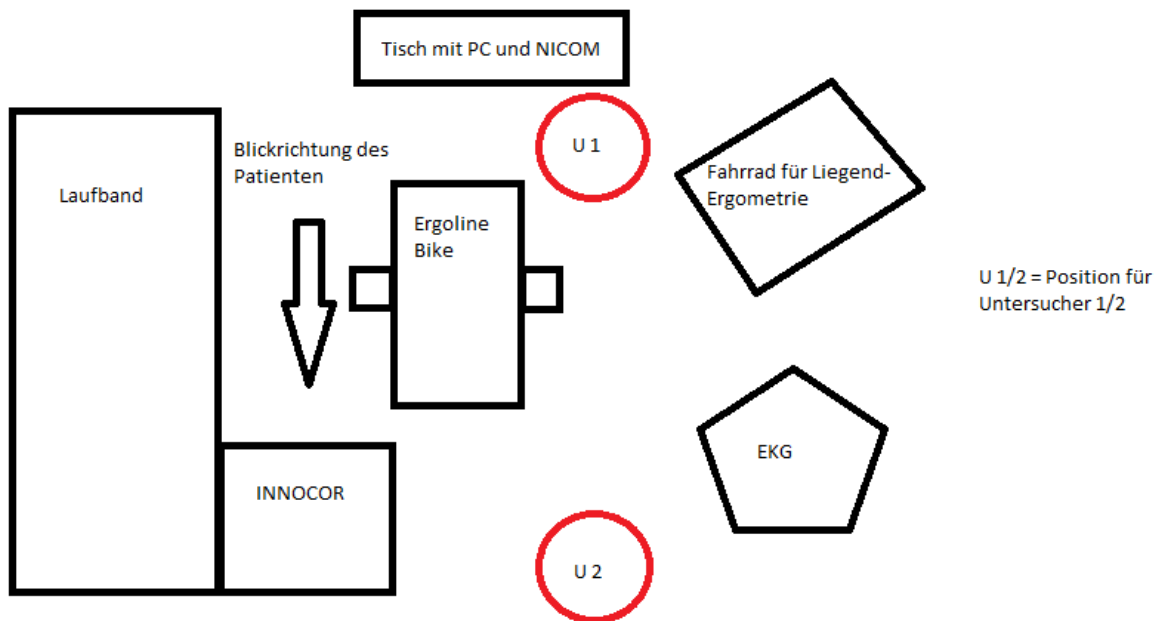 Tisch mit PC und NICOM
U 1
Blickrichtung des
Patienten
Laufband
Fahrrad für Liegend-
Ergometrie
Ergoline
Bike
U 1/2 = Position für
Untersucher 1/2
EKG
INNOCOR
U 2